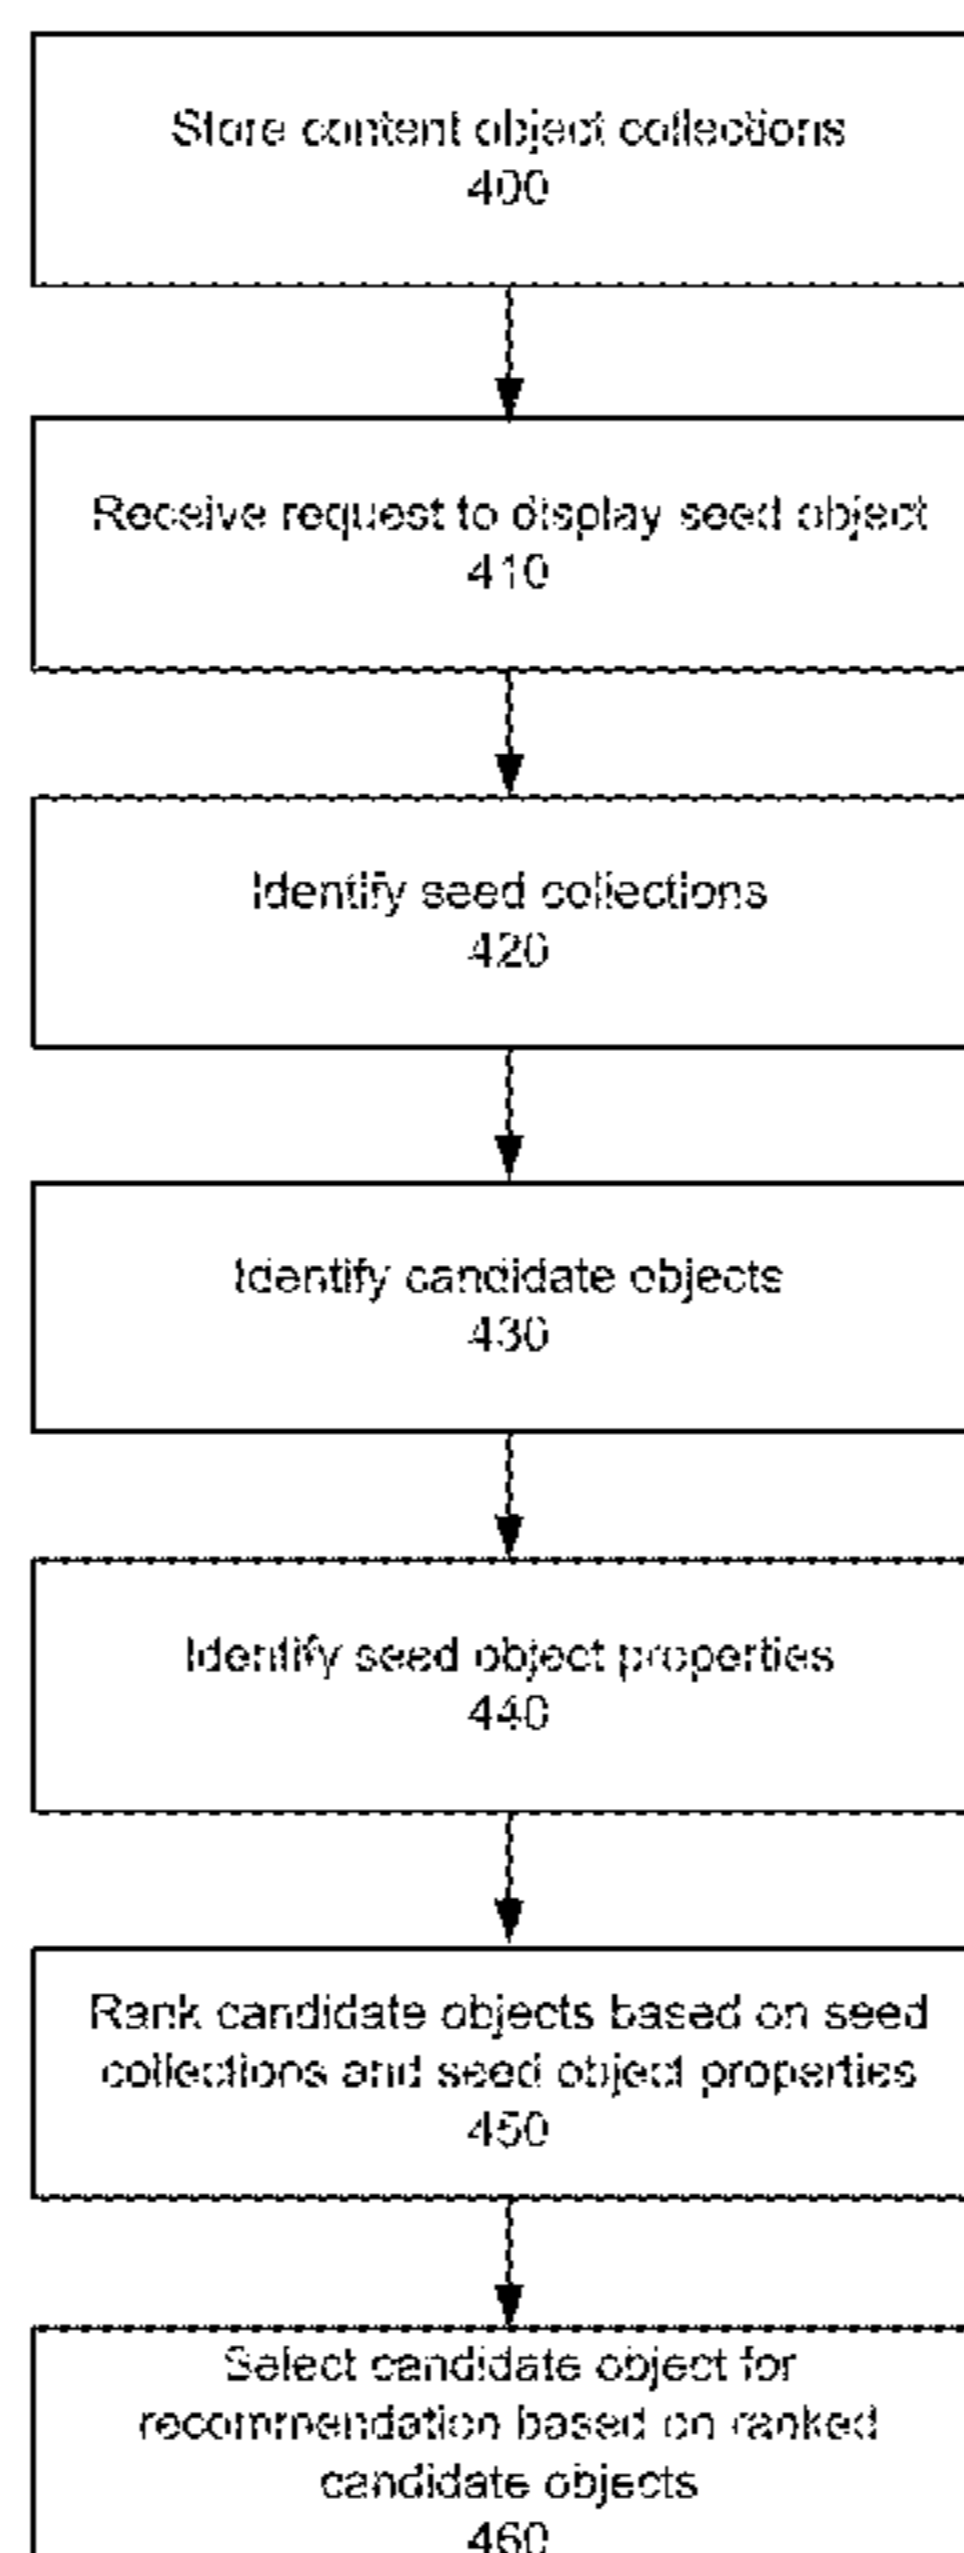 Store content object collections
400
Receive request to display seed object
410
Identify seed collections
420
Identify candidate objects
430
Identify seed object properties
440
Rank candidate objects based on seed
collections and seed object properties
450
Select candidate object for
recommendation based on ranked
candidate objects
460